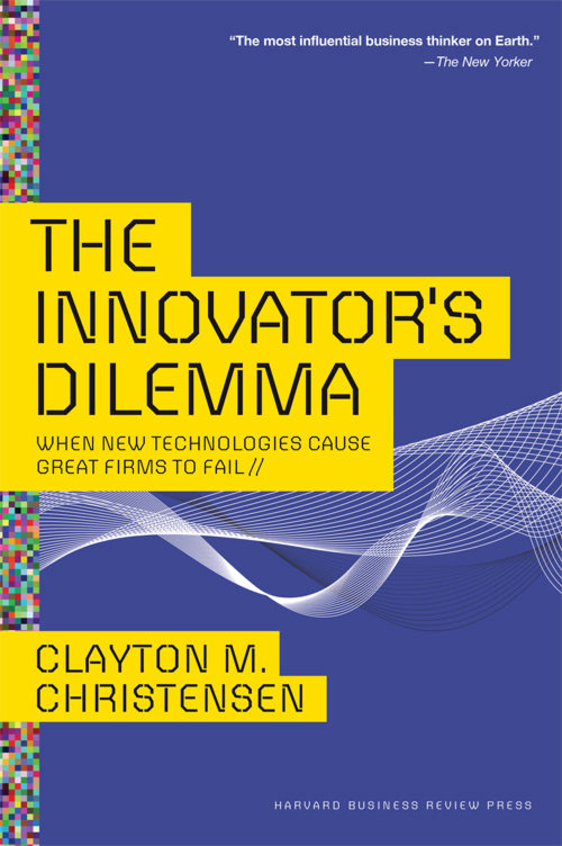 “The most influential business thinker on Earth.”
—The New Yorker
THE
INNOVATOR'S
DILEMMA
WHEN NEW TECHNOLOGIES CAUSE
GREAT FIRMS TO FAIL //
CLAYTON M.
CHRISTENSEN
HARVARD BUSINESS REVIEW PRESS